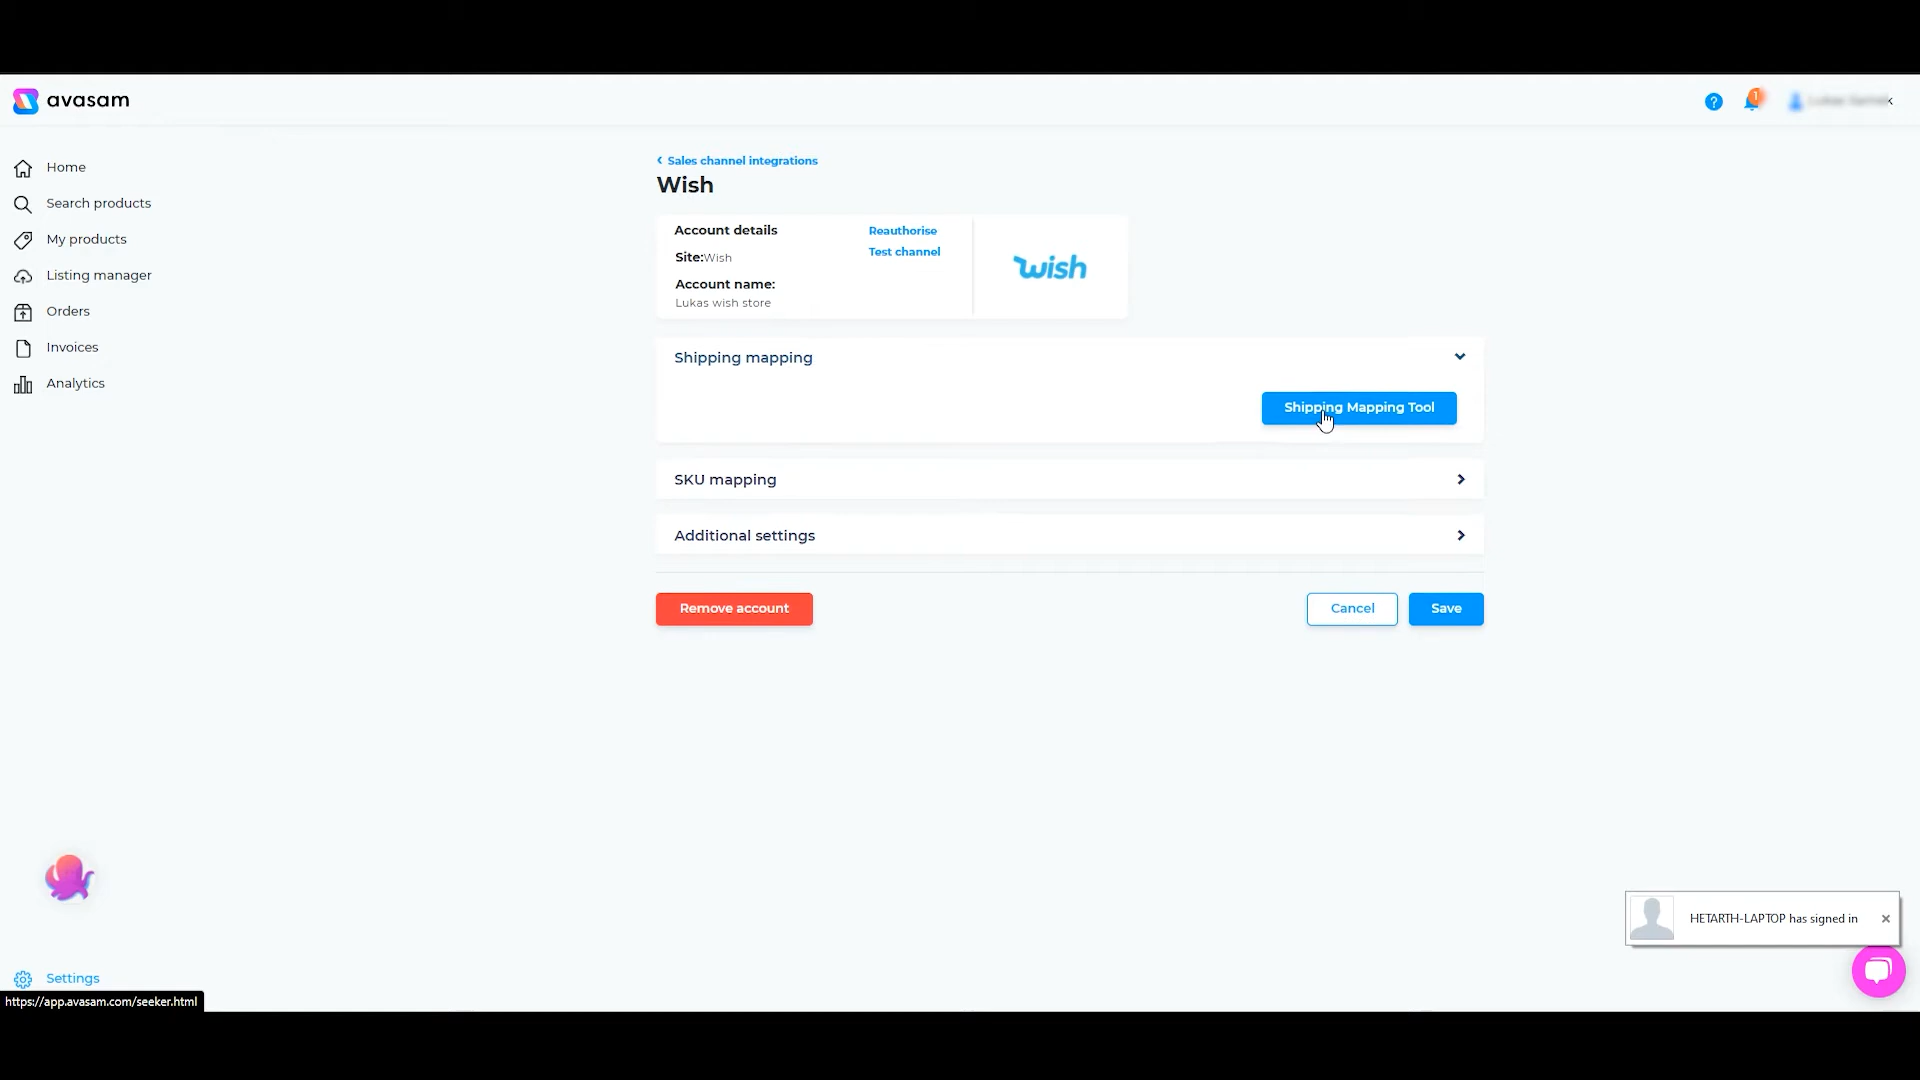 avasam
?
1
Home
Search products
My products
Listing manager
Orders
Invoices
Analytics
Sales channel integrations
Wish
Account details
Reauthorise
Site:Wish
Test channel
Account name:
Lukas wish store
wish
Shipping mapping
Shipping Mapping Tool
SKU mapping
Additional settings
Remove account
Cancel
Save
HETARTH-LAPTOP has signed in
Settings
https://app.avasam.com/seeker.html